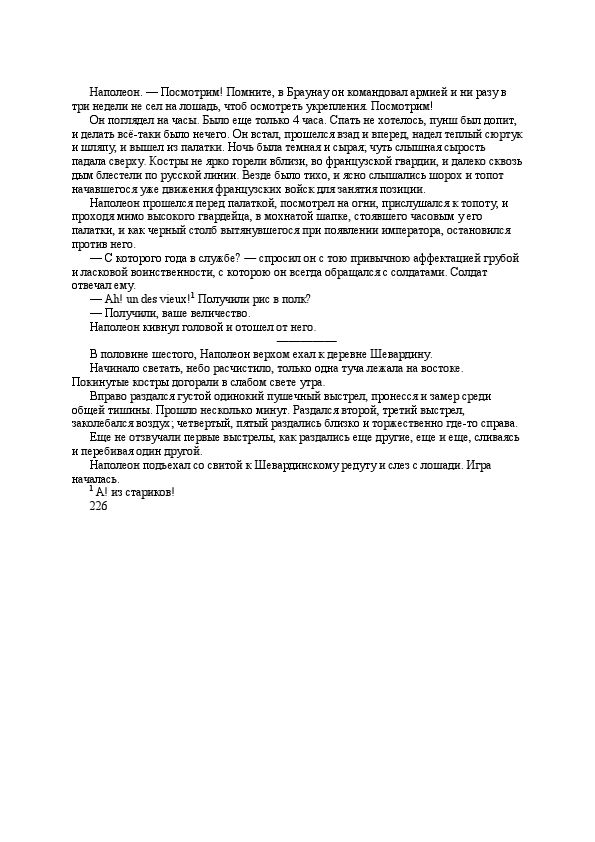 Наполеон. — Посмотрим! Помните, в Браунау он командовал армией и ни разу в
три недели не сел на лошадь, чтоб осмотреть укрепления. Посмотрим!
Он поглядел на часы. Было еще только 4 часа. Спать не хотелось, пунш был допит,
и делать всё-таки было нечего. Он встал, прошелся взад и вперед, надел теплый сюртук
и шляпу, и вышел из палатки. Ночь была темная и сырая; чуть слышная сырость
падала сверху. Костры не ярко горели вблизи, во французской гвардии, и далеко сквозь
дым блестели по русской линии. Везде было тихо, и ясно слышались шорох и топот
начавшегося уже движения французских войск для занятия позиции.
Наполеон прошелся перед палаткой, посмотрел на огни, прислушался к топоту, и
проходя мимо высокого гвардейца, в мохнатой шапке, стоявшего часовым у его
палатки, и как черный столб вытянувшегося при появлении императора, остановился
против него.
— С которого года в службе? — спросил он с тою привычною аффектацией грубой
и ласковой воинственности, с которою он всегда обращался с солдатами. Солдат
отвечал ему.
— Ah! un des vieux!¹ Получили рис в полк?
— Получили, ваше величество.
Наполеон кивнул головой и отошел от него.
В половине шестого, Наполеон верхом ехал к деревне Шевардину.
Начинало светать, небо расчистило, только одна туча лежала на востоке.
Покинутые костры догорали в слабом свете утра.
Вправо раздался густой одинокий пушечный выстрел, пронесся и замер среди
общей тишины. Прошло несколько минут. Раздался второй, третий выстрел,
заколебался воздух; четвертый, пятый раздались близко и торжественно где-то справа.
Еще не отзвучали первые выстрелы, как раздались еще другие, еще и еще, сливаясь
и перебивая один другой.
Наполеон подъехал со свитой к Шевардинскому редуту и слез с лошади. Игра
началась.
¹ А! из стариков!
226